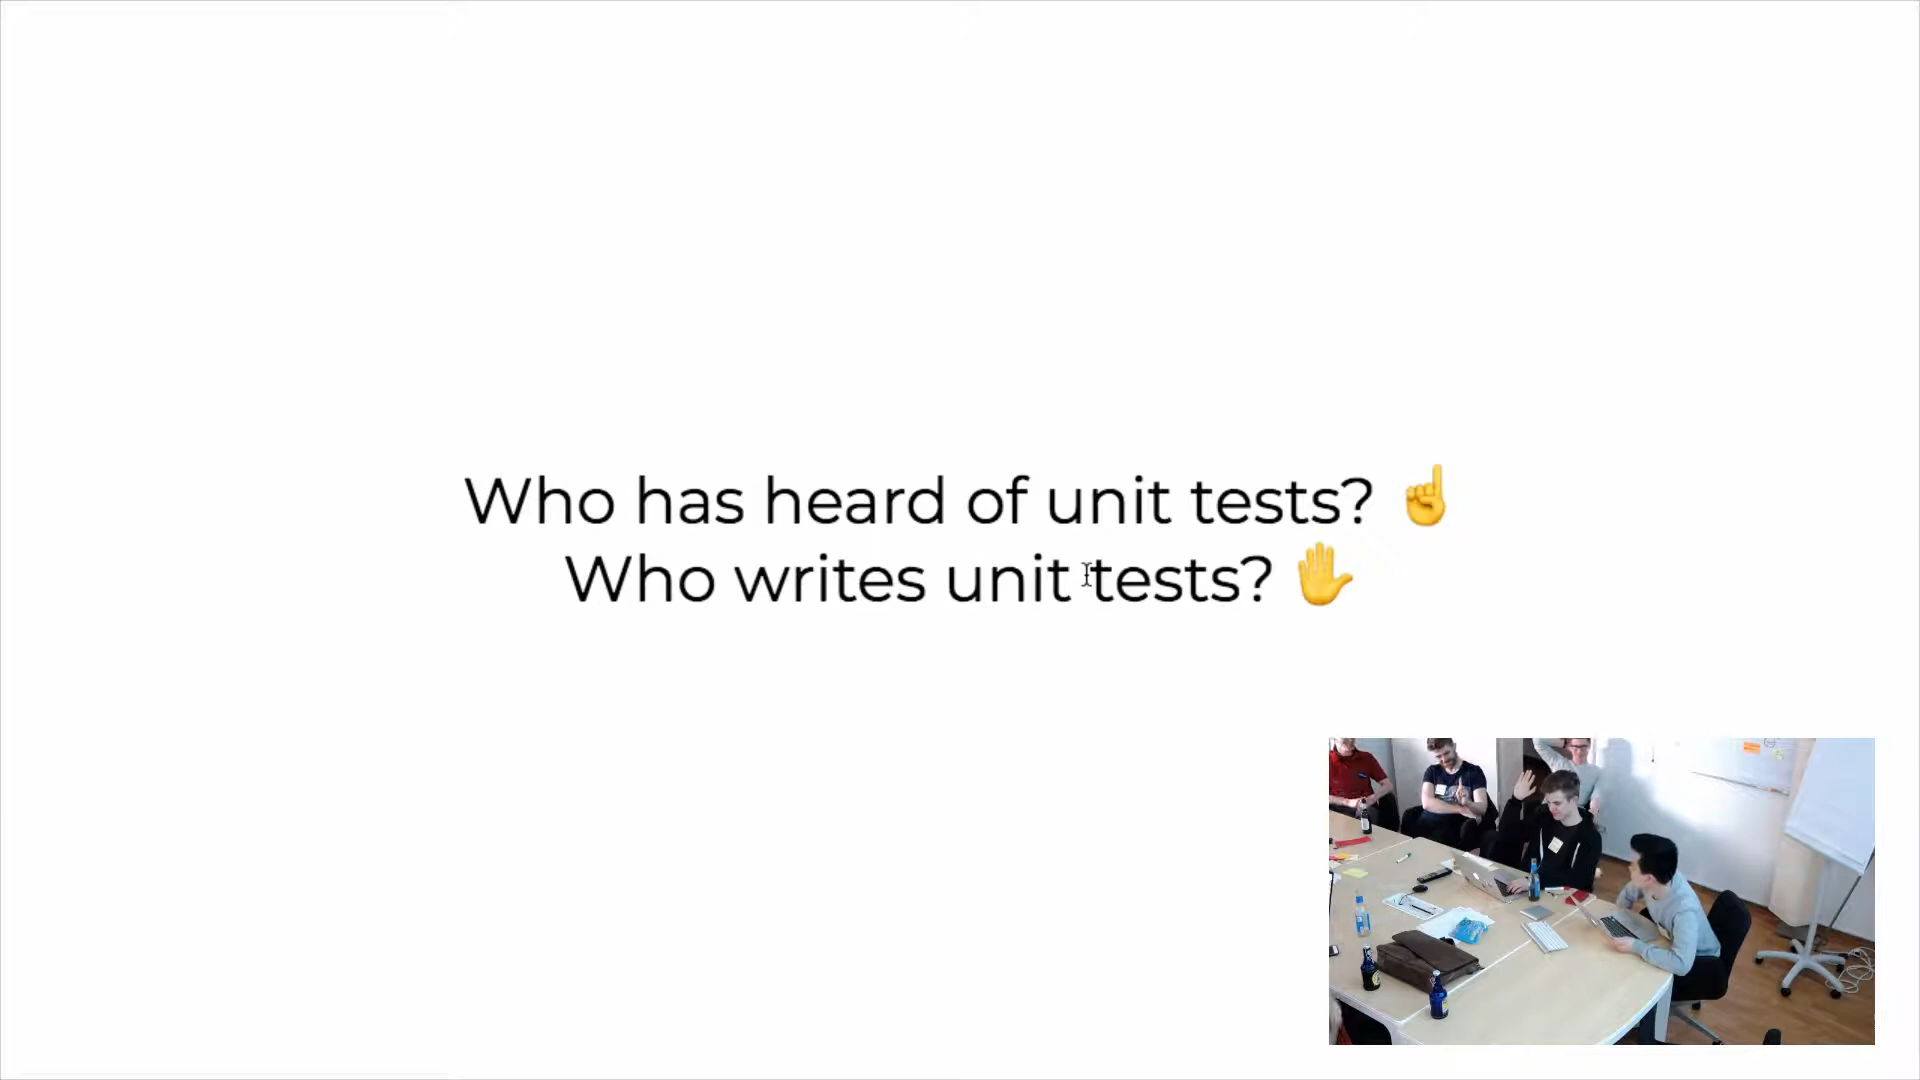 Who has heard of unit tests? ☝️
Who writes unit tests? ✋